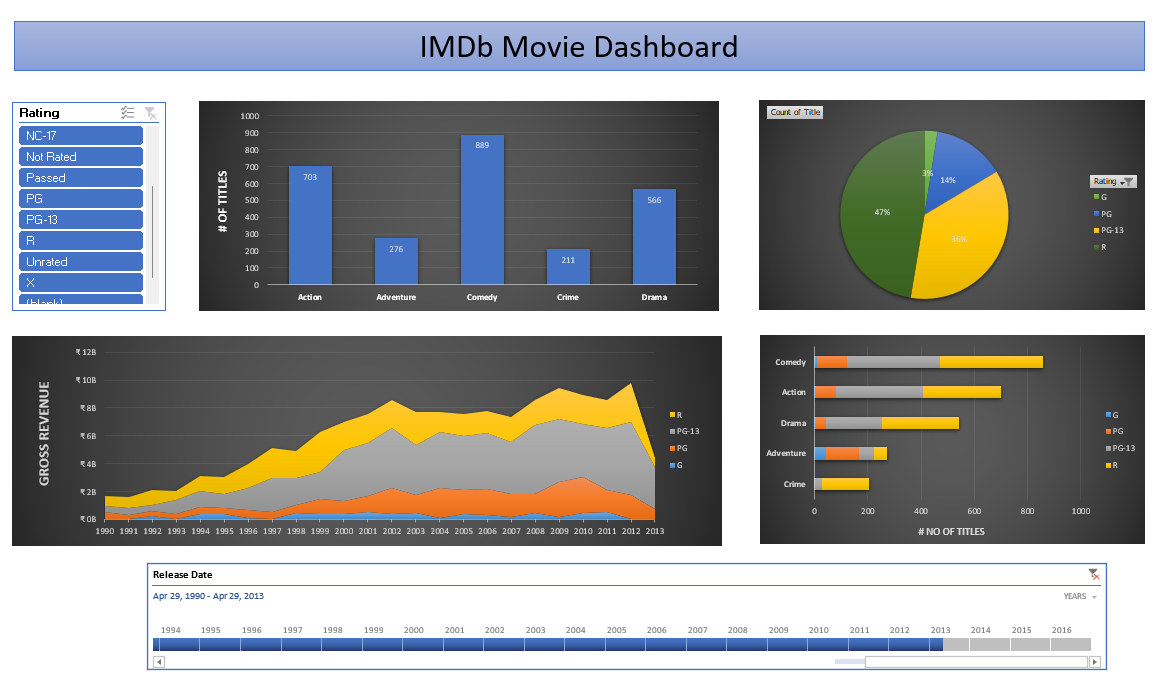 IMDb Movie Dashboard
Rating
NC-17
Not Rated
Passed
PG
PG-13
R
Unrated
X
(blank)
# OF TITLES
1000
900
800
700
600
500
400
300
200
100
0
703
276
889
211
566
Action Adventure Comedy Crime Drama
Count of Title
3%
14%
36%
47%
Rating
G
PG
PG-13
R
GROSS REVENUE
₹ 12B
₹ 10B
₹ 8B
₹ 6B
₹ 4B
₹ 2B
₹ 0B
1990 1991 1992 1993 1994 1995 1996 1997 1998 1999 2000 2001 2002 2003 2004 2005 2006 2007 2008 2009 2010 2011 2012 2013
R
PG-13
PG
G
Comedy
Action
Drama
Adventure
Crime
0 200 400 600 800 1000
# NO OF TITLES
G
PG
PG-13
R
Release Date
Apr 29, 1990 - Apr 29, 2013
YEARS
1994 1995 1996 1997 1998 1999 2000 2001 2002 2003 2004 2005 2006 2007 2008 2009 2010 2011 2012 2013 2014 2015 2016